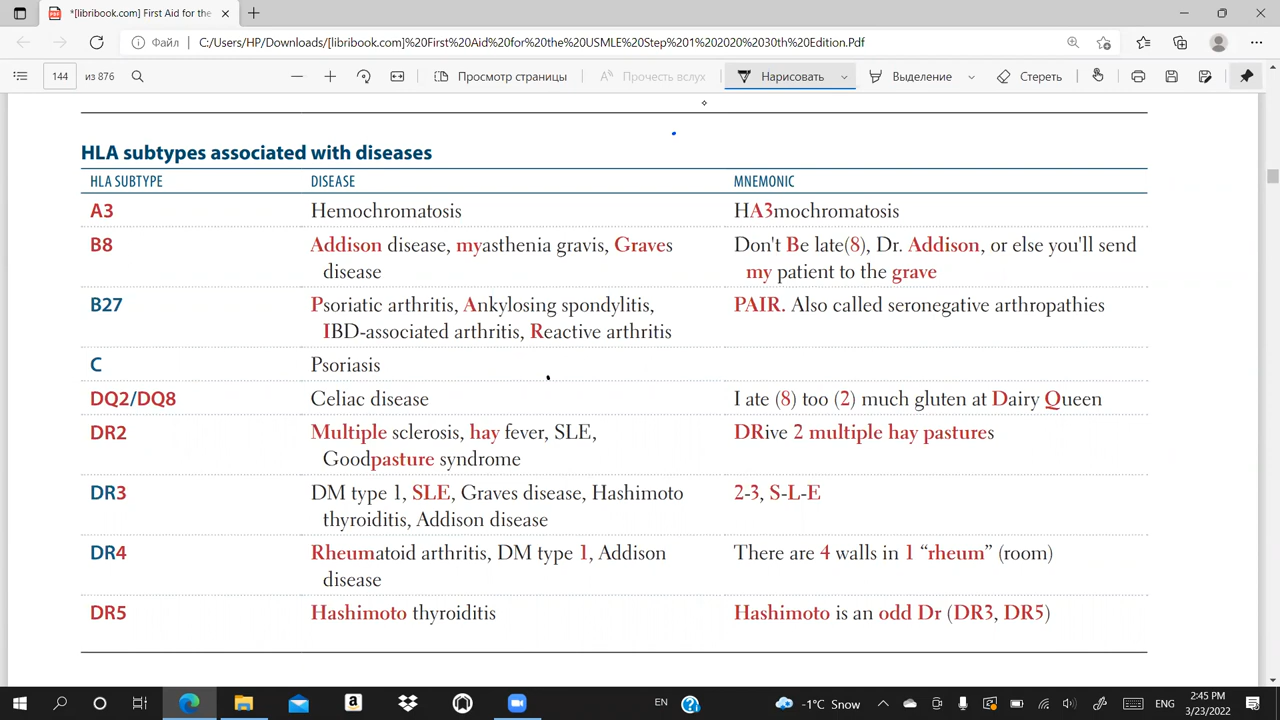 *[libribook.com] First Aid for the
Файл C:/Users/HP/Downloads/[libribook.com]%20First%20Aid%20for%20the%20USMLE%20Step%201%202020%2030th%20Edition.Pdf
144 из 876 Просмотр страницы Прочесть вслух Нарисовать Выделение Стереть
HLA subtypes associated with diseases
HLA SUBTYPE DISEASE MNEMONIC
A3 Hemochromatosis HA3mochromatosis
B8 Addison disease, myasthenia gravis, Graves Don't Be late(8), Dr. Addison, or else you'll send
disease my patient to the grave
B27 Psoriatic arthritis, Ankylosing spondylitis, PAIR. Also called seronegative arthropathies
IBD-associated arthritis, Reactive arthritis
C Psoriasis
DQ2/DQ8 Celiac disease I ate (8) too (2) much gluten at Dairy Queen
DR2 Multiple sclerosis, hay fever, SLE, DRive 2 multiple hay pastures
Goodpasture syndrome
DR3 DM type 1, SLE, Graves disease, Hashimoto 2-3, S-L-E
thyroiditis, Addison disease
DR4 Rheumatoid arthritis, DM type 1, Addison There are 4 walls in 1 “rheum” (room)
disease
DR5 Hashimoto thyroiditis Hashimoto is an odd Dr (DR3, DR5)
EN -1°C Snow ENG 2:45 PM
3/23/2022